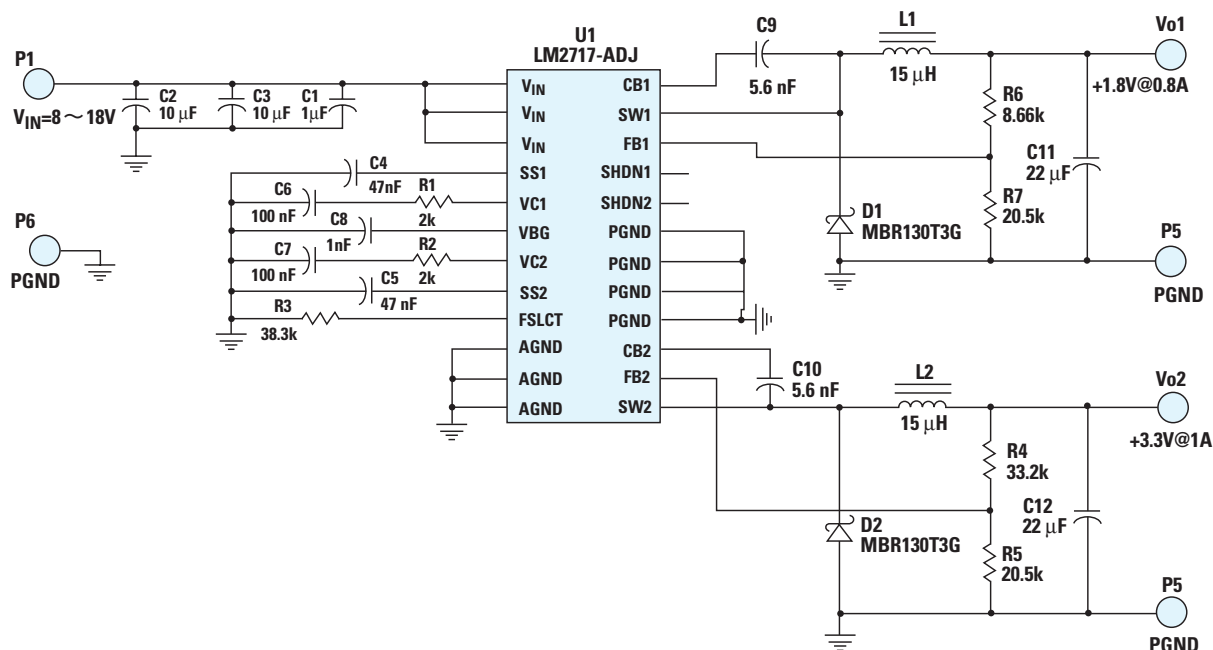 P1
V_IN=8～18V
C2
10 μF
C3
10 μF
C1
1μF
U1
LM2717-ADJ
V_IN
V_IN
V_IN
SS1
VC1
VBG
VC2
SS2
FSLCT
AGND
AGND
AGND
CB1
SW1
FB1
SHDN1
SHDN2
PGND
PGND
PGND
PGND
CB2
FB2
SW2
C4
47nF
C6
100 nF
R1
2k
C8
1nF
C7
100 nF
R2
2k
C5
47 nF
R3
38.3k
P6
PGND
C9
5.6 nF
L1
15 μH
Vo1
+1.8V@0.8A
R6
8.66k
C11
22 μF
R7
20.5k
D1
MBR130T3G
P5
PGND
C10
5.6 nF
L2
15 μH
Vo2
+3.3V@1A
R4
33.2k
C12
22 μF
D2
MBR130T3G
R5
20.5k
P5
PGND